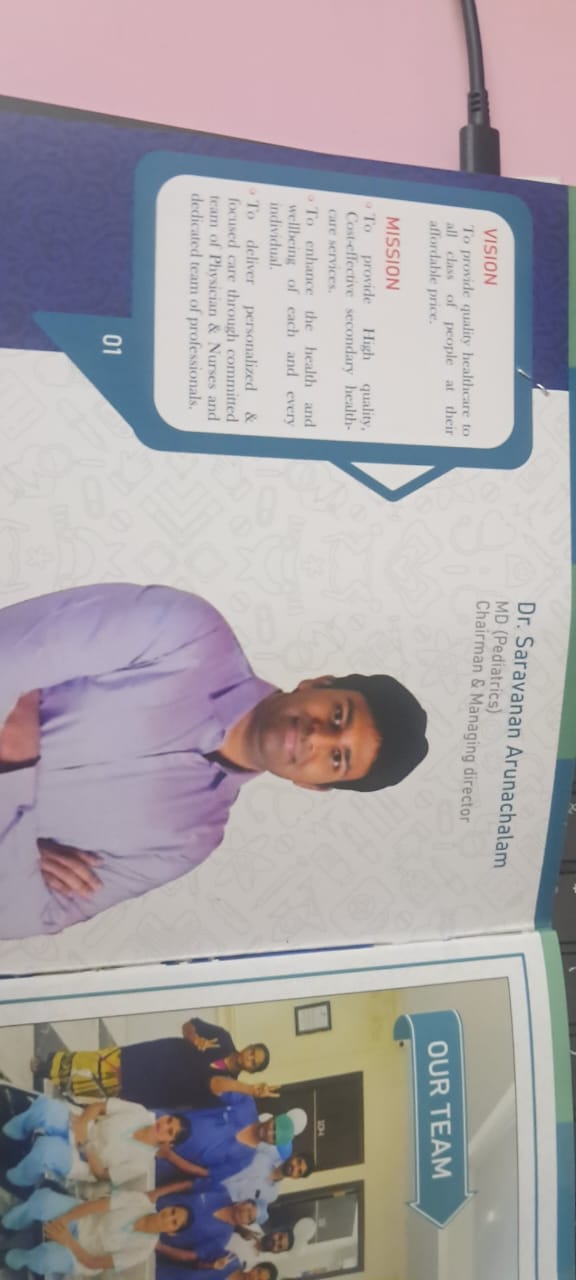 VISION
To provide quality healthcare to
all class of people at their
affordable price.
MISSION
To provide High quality,
Cost-effective secondary health-
care services.
To enhance the health and
wellbeing of each and every
individual.
To deliver personalized &
focused care through committed
team of Physician & Nurses and
dedicated team of professionals.
01
Dr. Saravanan Arunachalam
MD (Pediatrics)
Chairman & Managing director
OUR TEAM